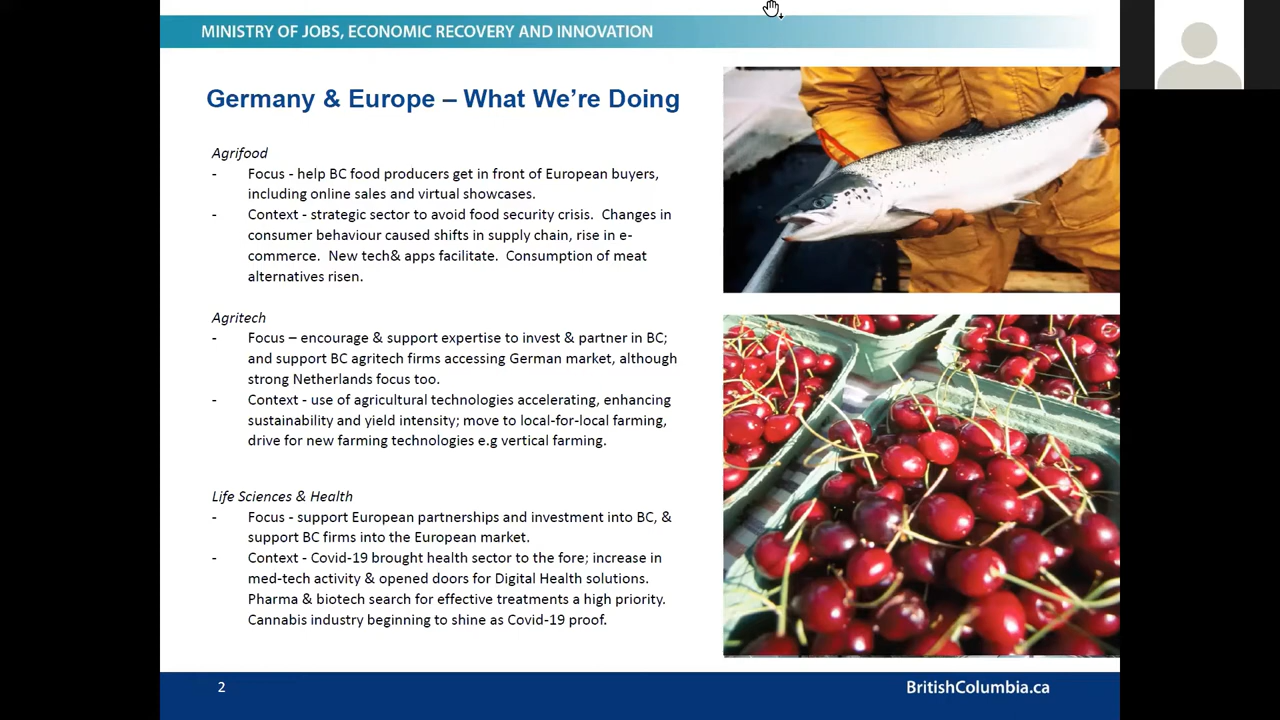 MINISTRY OF JOBS, ECONOMIC RECOVERY AND INNOVATION
Germany & Europe – What We're Doing
Agrifood
- Focus - help BC food producers get in front of European buyers,
including online sales and virtual showcases.
- Context - strategic sector to avoid food security crisis.  Changes in
consumer behaviour caused shifts in supply chain, rise in e-
commerce.  New tech& apps facilitate.  Consumption of meat
alternatives risen.
Agritech
- Focus – encourage & support expertise to invest & partner in BC;
and support BC agritech firms accessing German market, although
strong Netherlands focus too.
- Context - use of agricultural technologies accelerating, enhancing
sustainability and yield intensity; move to local-for-local farming,
drive for new farming technologies e.g vertical farming.
Life Sciences & Health
- Focus - support European partnerships and investment into BC, &
support BC firms into the European market.
- Context - Covid-19 brought health sector to the fore; increase in
med-tech activity & opened doors for Digital Health solutions.
Pharma & biotech search for effective treatments a high priority.
Cannabis industry beginning to shine as Covid-19 proof.
2
BritishColumbia.ca